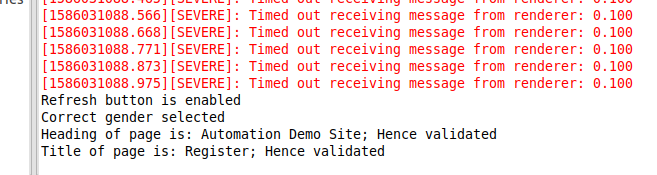 [1586031088.566][SEVERE]: Timed out receiving message from renderer: 0.100
[1586031088.668][SEVERE]: Timed out receiving message from renderer: 0.100
[1586031088.771][SEVERE]: Timed out receiving message from renderer: 0.100
[1586031088.873][SEVERE]: Timed out receiving message from renderer: 0.100
[1586031088.975][SEVERE]: Timed out receiving message from renderer: 0.100
Refresh button is enabled
Correct gender selected
Heading of page is: Automation Demo Site; Hence validated
Title of page is: Register; Hence validated